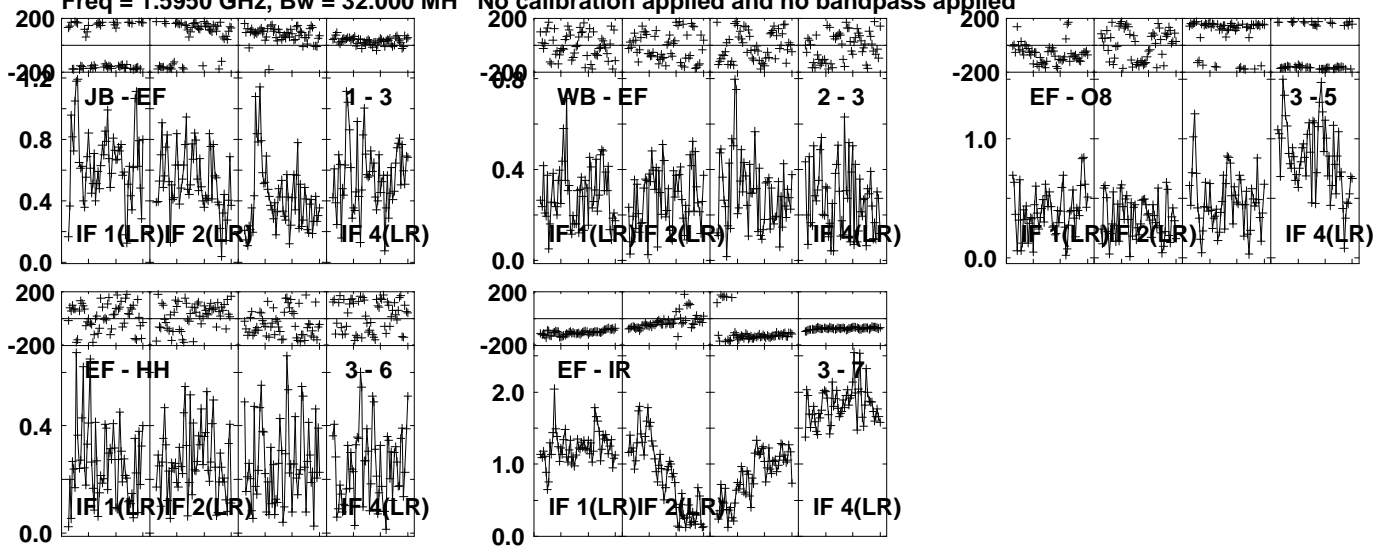 Freq = 1.5950 GHz, Bw = 32.000 MH No calibration applied and no bandpass applied
200
-200
1.2
0.8
0.4
0.0
JB - EF
1 - 3
IF 1(LR)
IF 2(LR)
IF 4(LR)
200
-200
0.8
0.4
0.0
WB - EF
2 - 3
IF 1(LR)
IF 2(LR)
IF 4(LR)
200
-200
1.0
0.0
EF - O8
3 - 5
IF 1(LR)
IF 2(LR)
IF 4(LR)
200
-200
0.4
0.0
EF - HH
3 - 6
IF 1(LR)
IF 2(LR)
IF 4(LR)
200
-200
2.0
1.0
0.0
EF - IR
3 - 7
IF 1(LR)
IF 2(LR)
IF 4(LR)